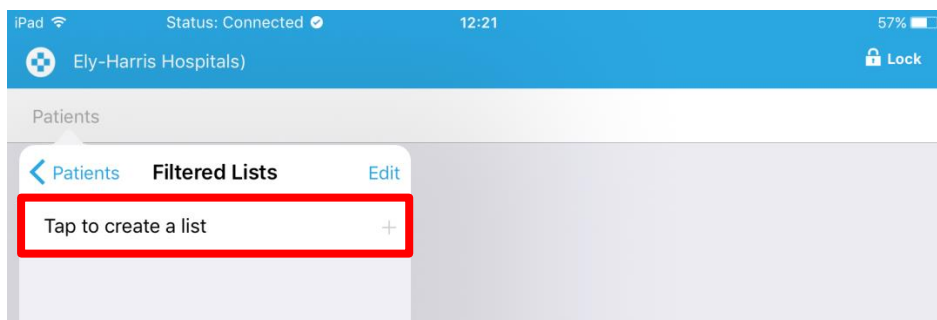 iPad Status: Connected 12:21 57%
Ely-Harris Hospitals) Lock
Patients
Patients Filtered Lists Edit
Tap to create a list +